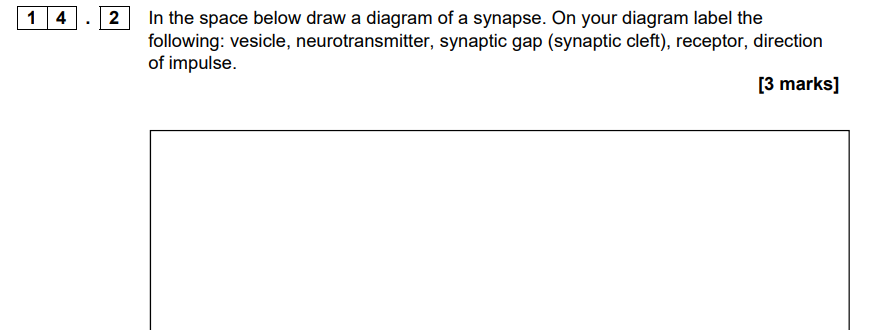 1 4 . 2 In the space below draw a diagram of a synapse. On your diagram label the
following: vesicle, neurotransmitter, synaptic gap (synaptic cleft), receptor, direction
of impulse.
[3 marks]